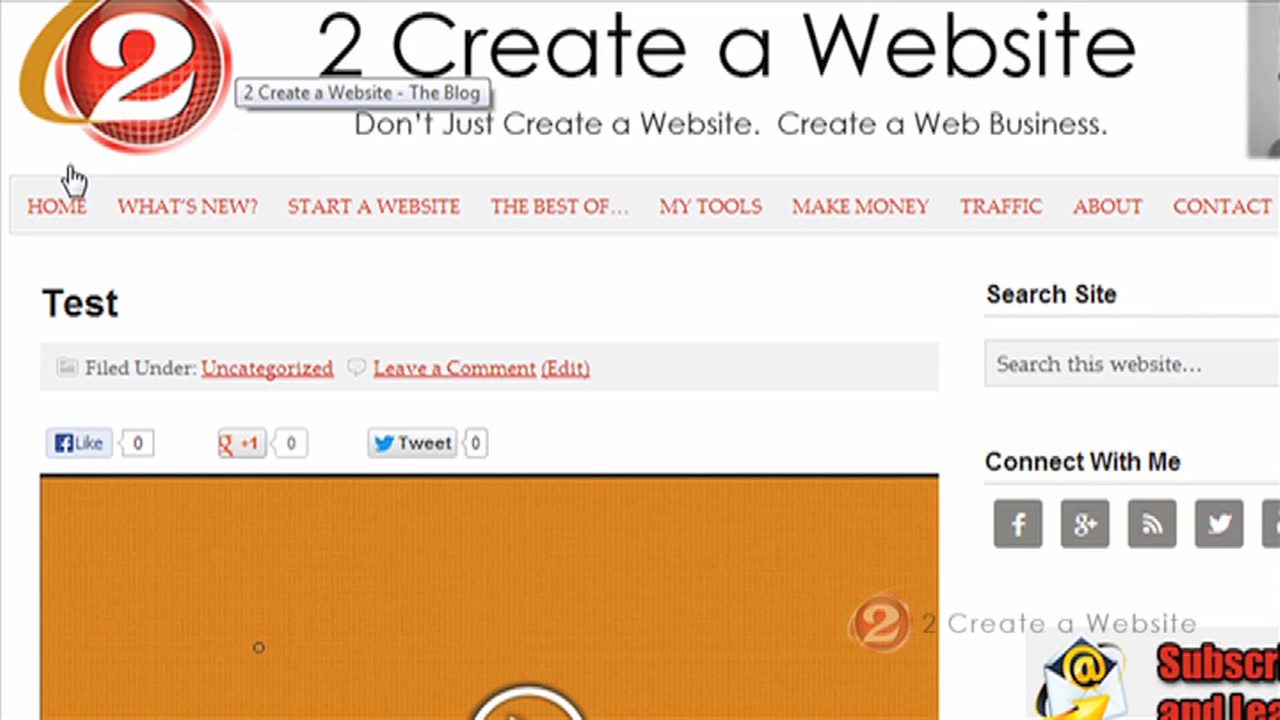 2
2 Create a Website
2 Create a Website - The Blog
Don't Just Create a Website. Create a Web Business.
HOME WHAT'S NEW? START A WEBSITE THE BEST OF... MY TOOLS MAKE MONEY TRAFFIC ABOUT CONTACT
Test
Search Site
Filed Under: Uncategorized Leave a Comment (Edit)
Search this website...
Like 0 +1 0 Tweet 0
Connect With Me
2 2 Create a Website